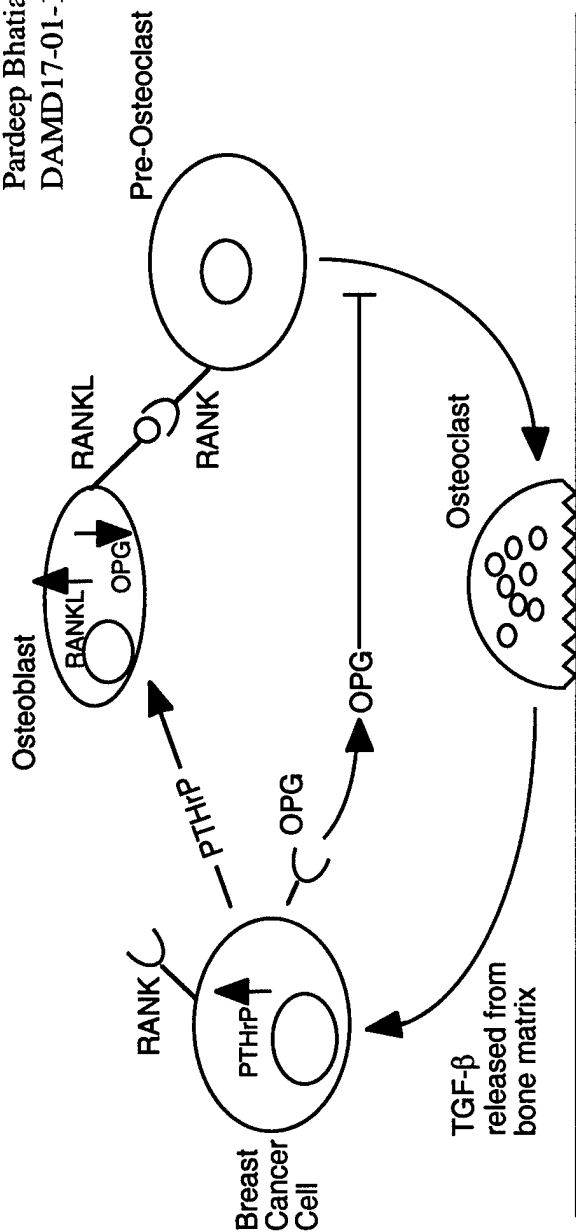 Pardeep Bhatia
DAMD17-01-1
Osteoblast
RANKL
OPG
RANKL
RANK
Pre-Osteoclast
PTHrP
RANK
PTHrP
Breast
Cancer
Cell
OPG
OPG
Osteoclast
TGF-β
released from
bone matrix